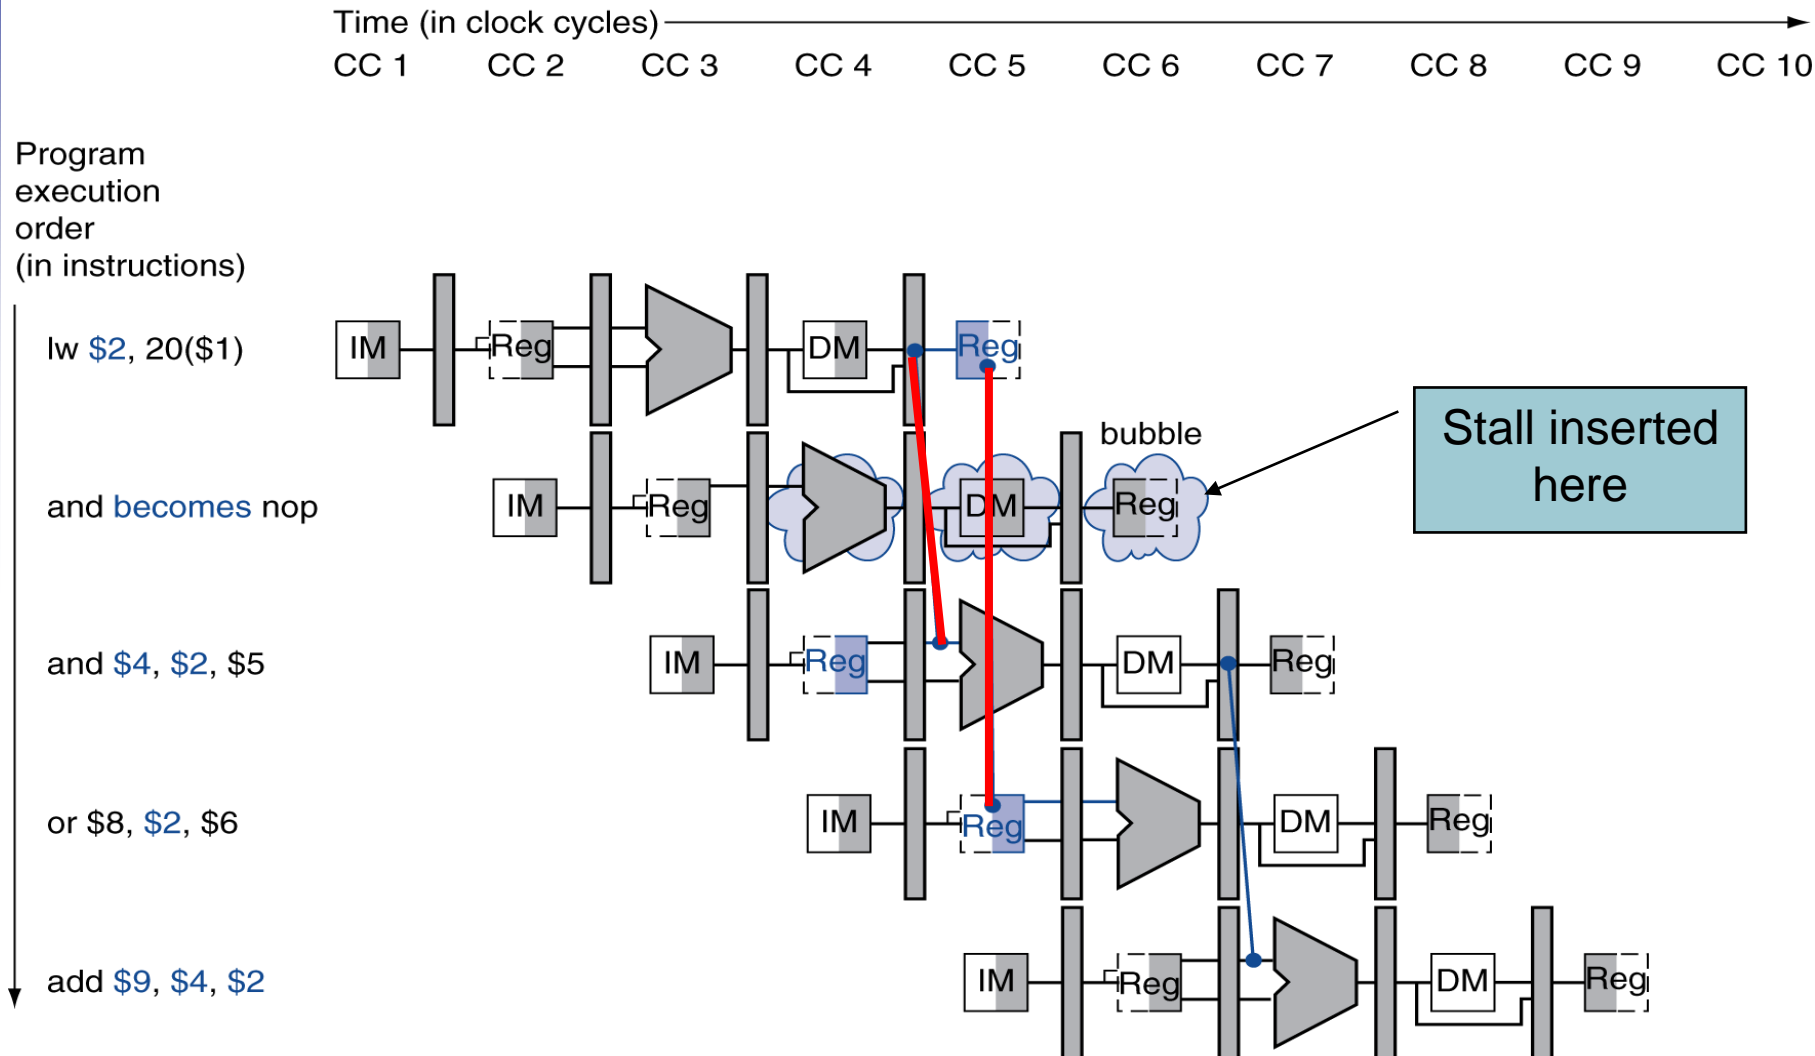 Time (in clock cycles)
CC 1 CC 2 CC 3 CC 4 CC 5 CC 6 CC 7 CC 8 CC 9 CC 10
Program
execution
order
(in instructions)
lw $2, 20($1) IM Reg DM Reg
bubble
Stall inserted
here
and becomes nop IM Reg DM Reg
and $4, $2, $5 IM Reg DM Reg
or $8, $2, $6 IM Reg DM Reg
add $9, $4, $2 IM Reg DM Reg